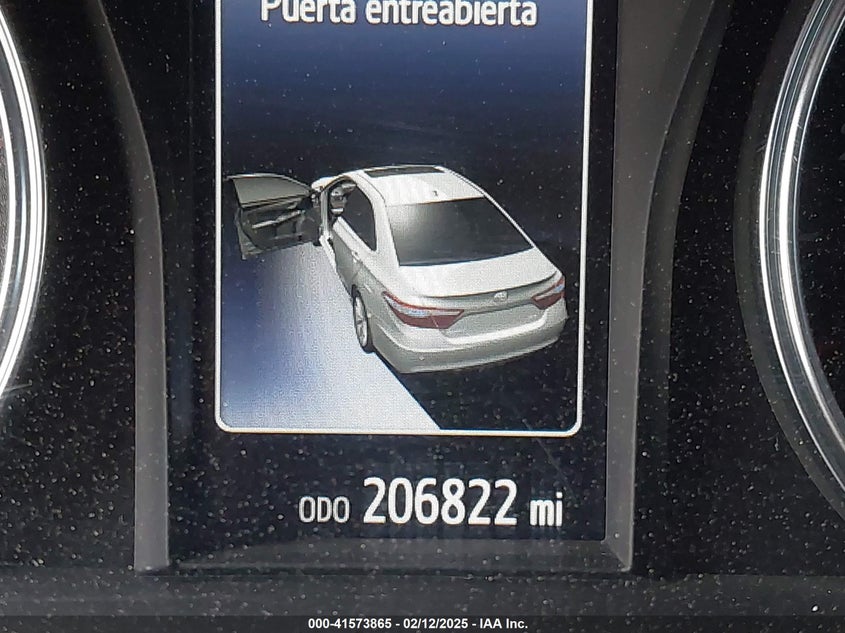 Puerta entreabierta
ODO 206822 mi
000-41573865 - 02/12/2025 - IAA Inc.